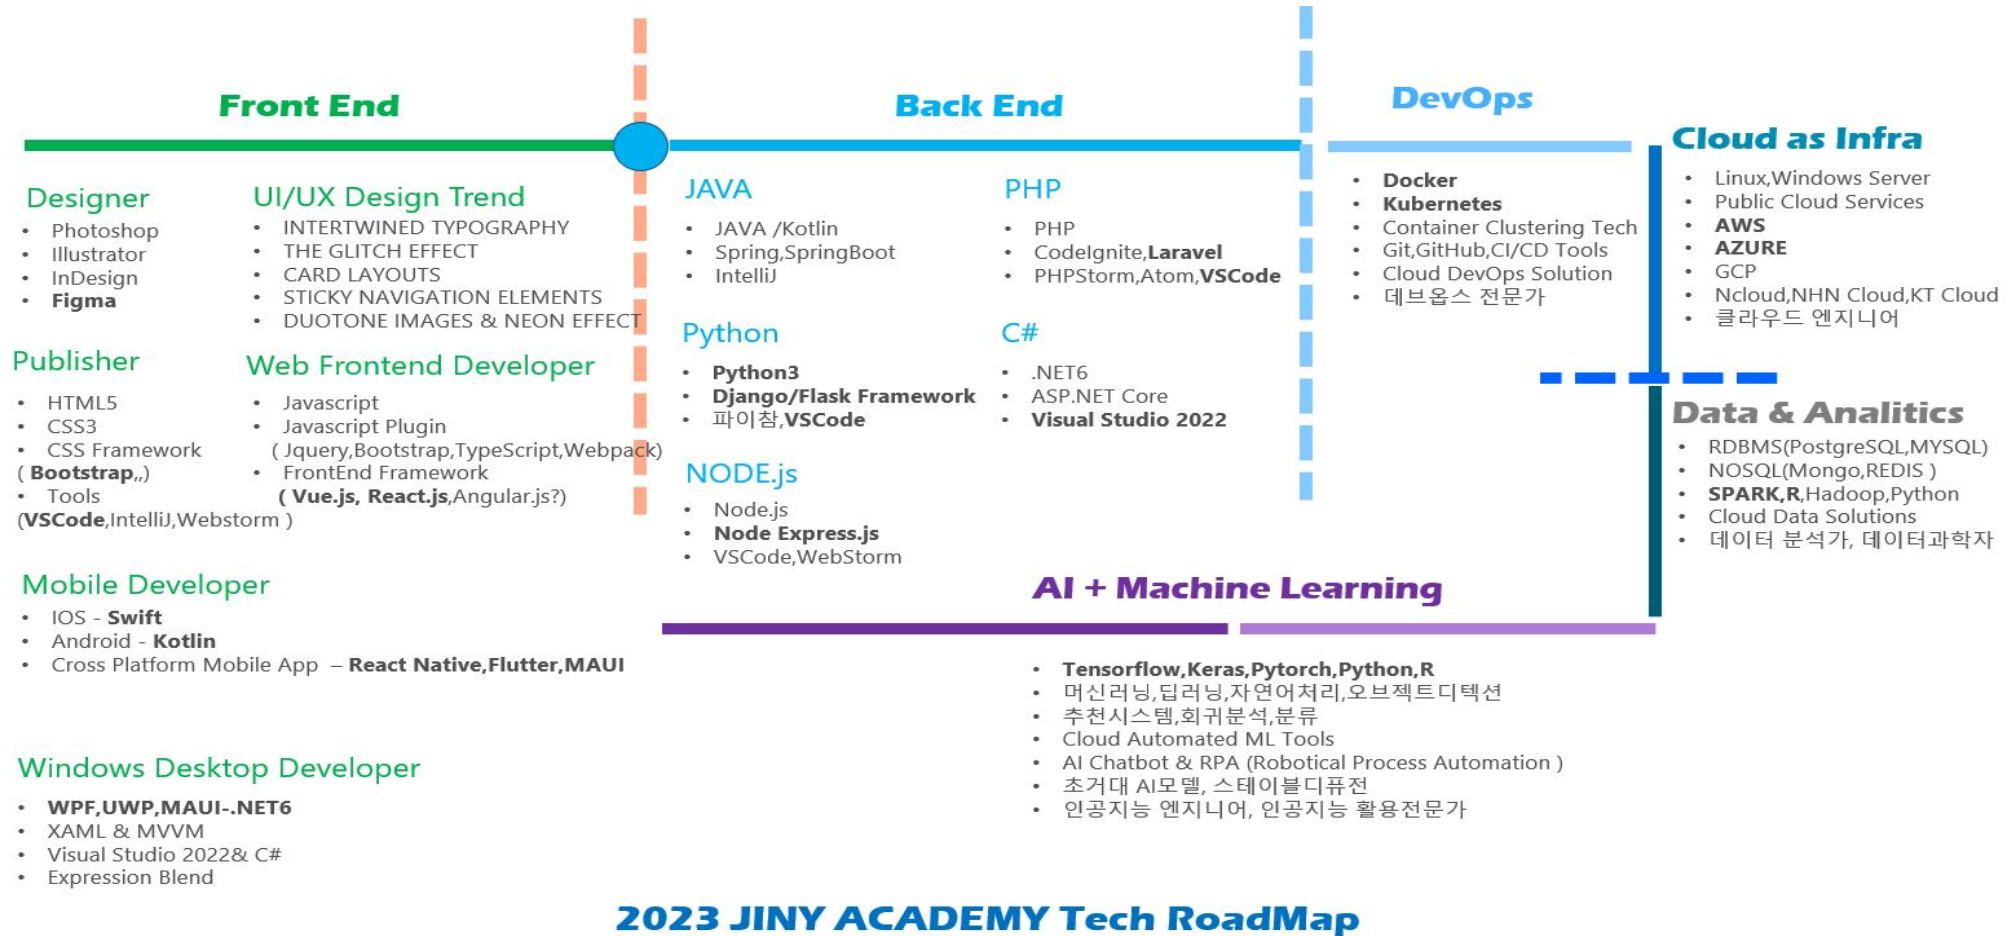 Front End
Designer
• Photoshop
• Illustrator
• InDesign
• Figma
UI/UX Design Trend
• INTERTWINED TYPOGRAPHY
• THE GLITCH EFFECT
• CARD LAYOUTS
• STICKY NAVIGATION ELEMENTS
• DUOTONE IMAGES & NEON EFFECT
Publisher
• HTML5
• CSS3
• CSS Framework
( Bootstrap,,)
• Tools
(VSCode,IntelliJ,Webstorm )
Web Frontend Developer
• Javascript
• Javascript Plugin
( Jquery,Bootstrap,TypeScript,Webpack)
• FrontEnd Framework
( Vue.js, React.js,Angular.js?)
Mobile Developer
• IOS - Swift
• Android - Kotlin
• Cross Platform Mobile App – React Native,Flutter,MAUI
Windows Desktop Developer
• WPF,UWP,MAUI-.NET6
• XAML & MVVM
• Visual Studio 2022& C#
• Expression Blend
Back End
JAVA
• JAVA /Kotlin
• Spring,SpringBoot
• IntelliJ
PHP
• PHP
• CodeIgnite,Laravel
• PHPStorm,Atom,VSCode
Python
• Python3
• Django/Flask Framework
• 파이참,VSCode
C#
• .NET6
• ASP.NET Core
• Visual Studio 2022
NODE.js
• Node.js
• Node Express.js
• VSCode,WebStorm
DevOps
• Docker
• Kubernetes
• Container Clustering Tech
• Git,GitHub,CI/CD Tools
• Cloud DevOps Solution
• 데브옵스 전문가
Cloud as Infra
• Linux,Windows Server
• Public Cloud Services
• AWS
• AZURE
• GCP
• Ncloud,NHN Cloud,KT Cloud
• 클라우드 엔지니어
Data & Analitics
• RDBMS(PostgreSQL,MYSQL)
• NOSQL(Mongo,REDIS )
• SPARK,R,Hadoop,Python
• Cloud Data Solutions
• 데이터 분석가, 데이터과학자
AI + Machine Learning
• Tensorflow,Keras,Pytorch,Python,R
• 머신러닝,딥러닝,자연어처리,오브젝트디텍션
• 추천시스템,회귀분석,분류
• Cloud Automated ML Tools
• AI Chatbot & RPA (Robotical Process Automation )
• 초거대 AI모델, 스테이블디퓨전
• 인공지능 엔지니어, 인공지능 활용전문가
2023 JINY ACADEMY Tech RoadMap